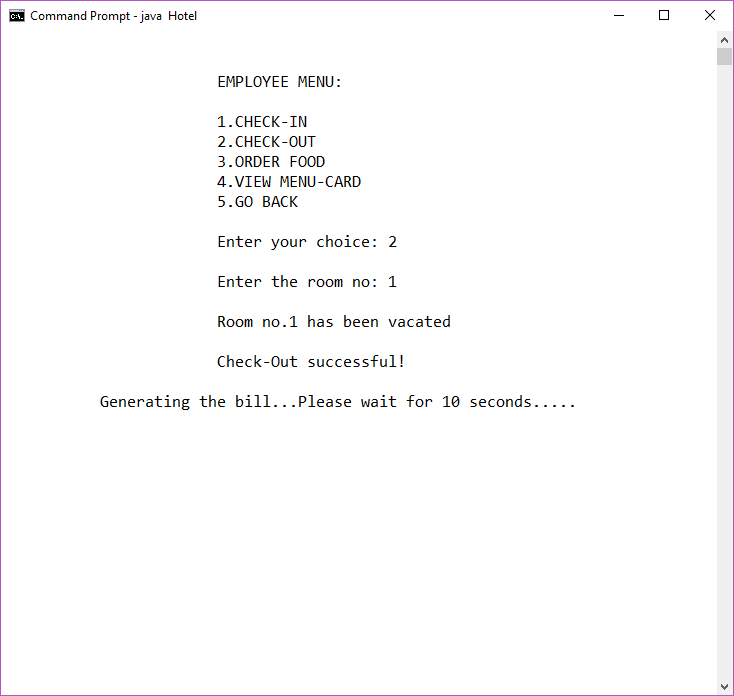 Command Prompt - java  Hotel
EMPLOYEE MENU:
1.CHECK-IN
2.CHECK-OUT
3.ORDER FOOD
4.VIEW MENU-CARD
5.GO BACK
Enter your choice: 2
Enter the room no: 1
Room no.1 has been vacated
Check-Out successful!
Generating the bill...Please wait for 10 seconds.....